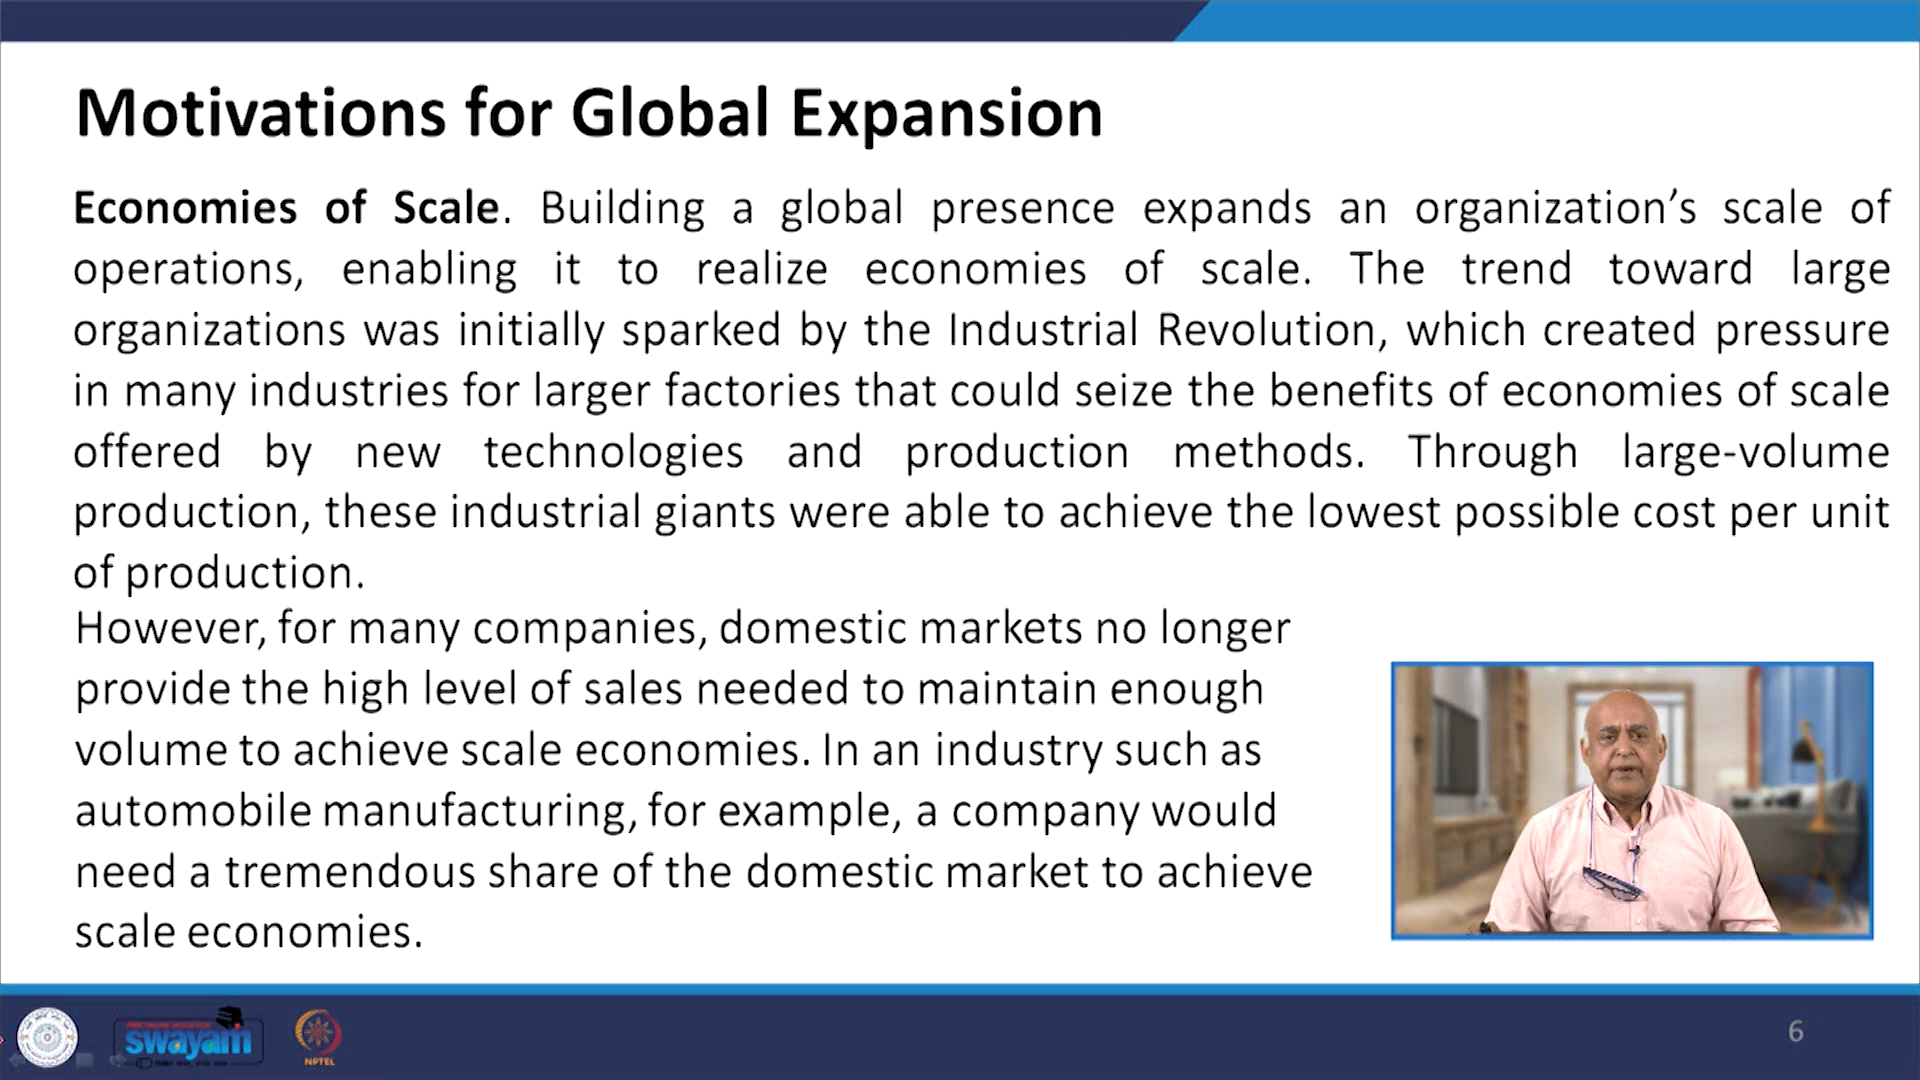 Motivations for Global Expansion
Economies of Scale. Building a global presence expands an organization’s scale of
operations, enabling it to realize economies of scale. The trend toward large
organizations was initially sparked by the Industrial Revolution, which created pressure
in many industries for larger factories that could seize the benefits of economies of scale
offered by new technologies and production methods. Through large-volume
production, these industrial giants were able to achieve the lowest possible cost per unit
of production.
However, for many companies, domestic markets no longer
provide the high level of sales needed to maintain enough
volume to achieve scale economies. In an industry such as
automobile manufacturing, for example, a company would
need a tremendous share of the domestic market to achieve
scale economies.
swayam
NPTEL
6